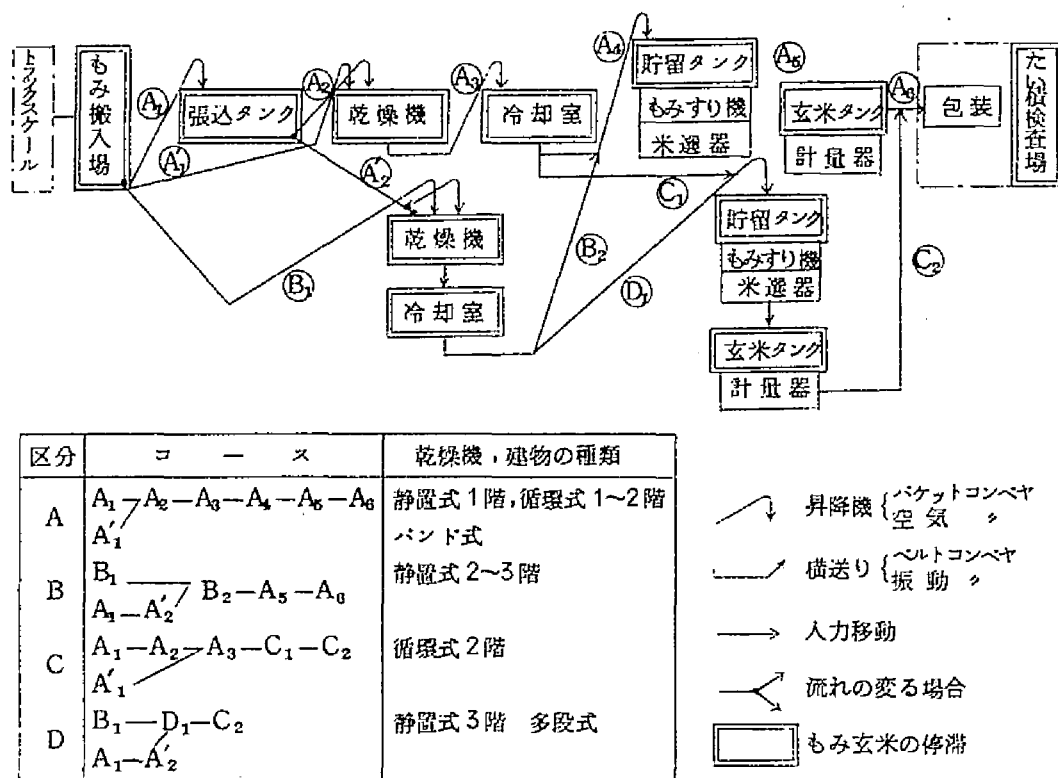 トラックスケール
もみ搬入場
A₁
A′₁
張込タンク
A₂
A′₂
乾燥機
A₃
冷却室
A₄
貯留タンク
もみすり機
米選器
A₅
玄米タンク
計量器
A₆
包装
たい積検査場
B₁
乾燥機
冷却室
B₂
C₁
D₁
貯留タンク
もみすり機
米選器
玄米タンク
計量器
C₂
区分 コース 乾燥機,建物の種類
A A₁—A₂—A₃—A₄—A₅—A₆ 静置式1階,循環式1~2階
A′₁ バンド式
B B₁ B₂—A₅—A₆ 静置式2~3階
A₁—A′₂
C A₁—A₂—A₃—C₁—C₂ 循環式2階
A′₁
D B₁—D₁—C₂ 静置式3階 多段式
A₁—A′₂
昇降機{バケットコンベヤ
空気 〃
横送り{ベルトコンベヤ
振動 〃
人力移動
流れの変る場合
もみ玄米の停滞